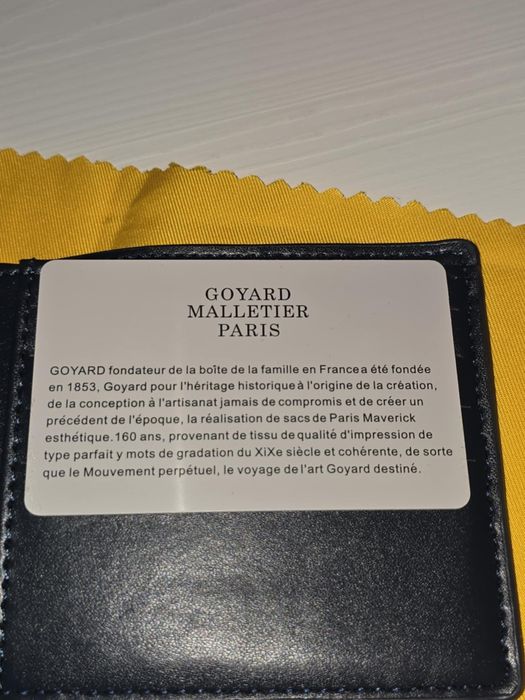 GOYARD
MALLETIER
PARIS
GOYARD fondateur de la boîte de la famille en France a été fondée
en 1853, Goyard pour l'héritage historique à l'origine de la création,
de la conception à l'artisanat jamais de compromis et de créer un
précédent de l'époque, la réalisation de sacs de Paris Maverick
esthétique.160 ans, provenant de tissu de qualité d'impression de
type parfait y mots de gradation du XiXe siècle et cohérente, de sorte
que le Mouvement perpétuel, le voyage de l'art Goyard destiné.